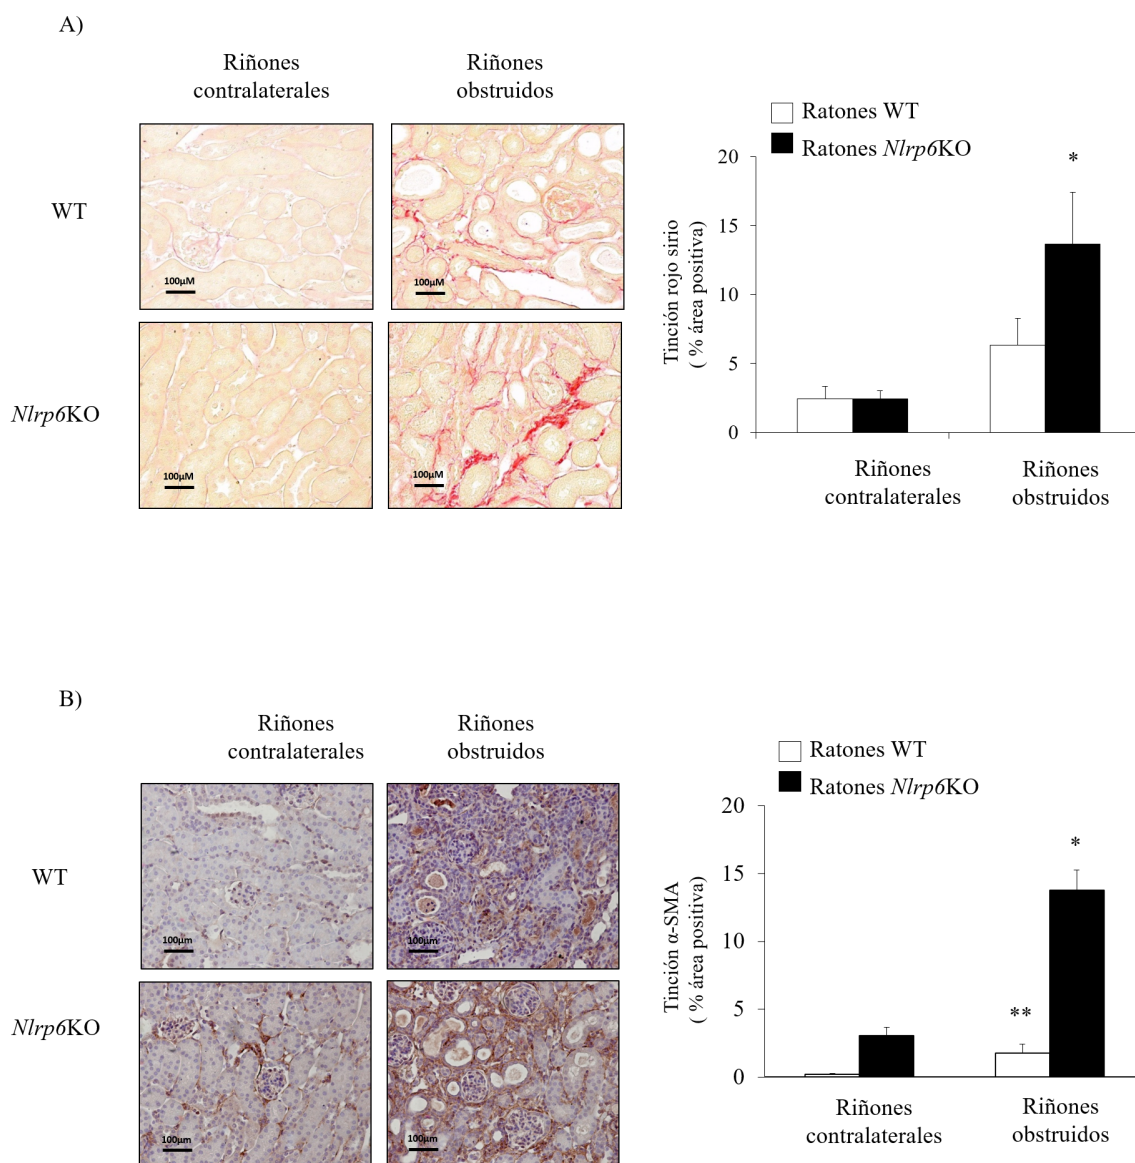 A)
Riñones
contralaterales
Riñones
obstruidos
WT
100µM
100µM
Nlrp6KO
100µM
100µM
Ratones WT
Ratones Nlrp6KO
Tinción rojo sirio
( % área positiva)
20
15
10
5
0
*
Riñones
contralaterales
Riñones
obstruidos
B)
Riñones
contralaterales
Riñones
obstruidos
WT
100µm
100µm
Nlrp6KO
100µm
100µm
Ratones WT
Ratones Nlrp6KO
Tinción α-SMA
( % área positiva)
20
15
10
5
0
**
*
Riñones
contralaterales
Riñones
obstruidos